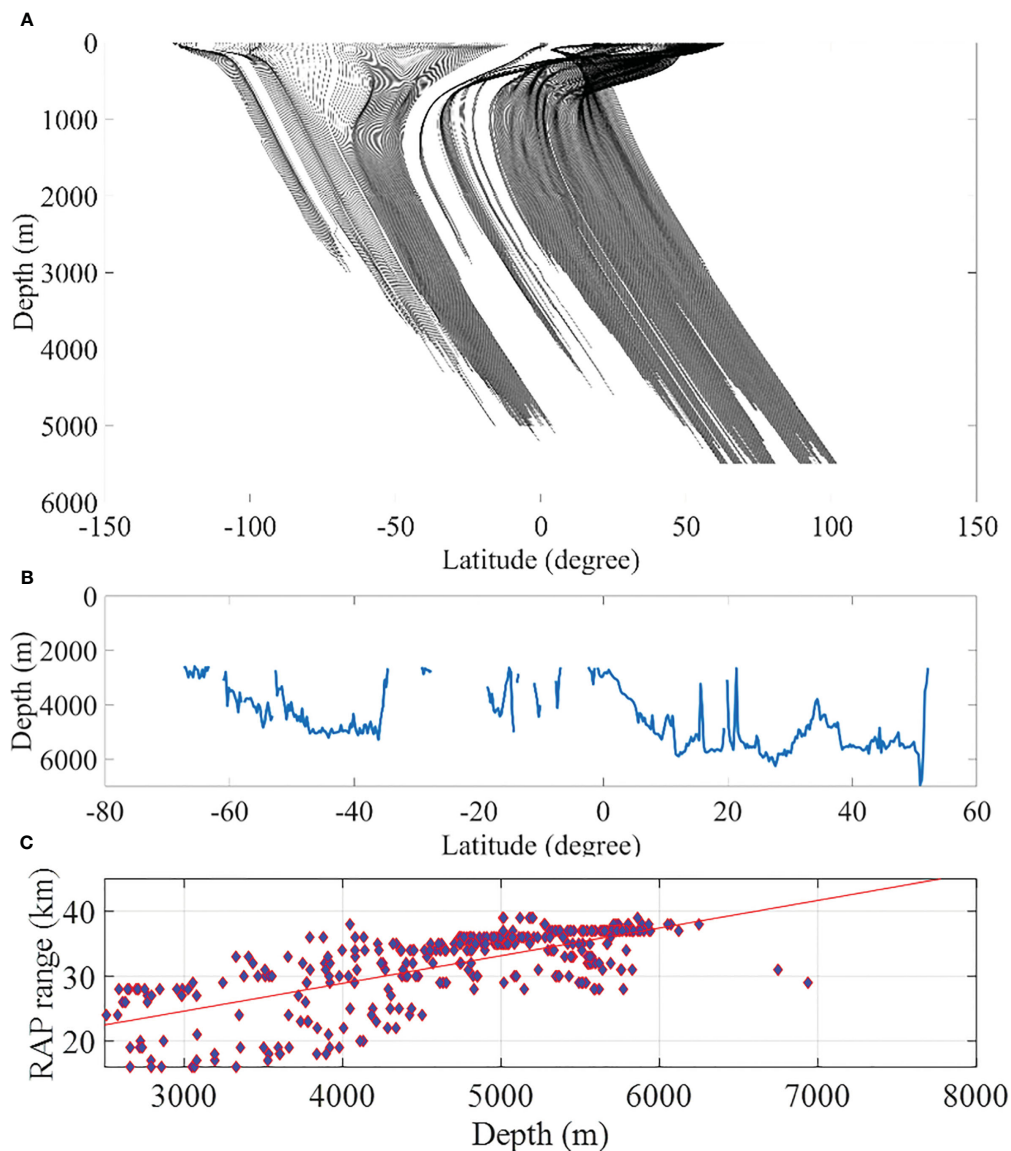 A
0
1000
2000
3000
4000
5000
6000
Depth (m)
-150 -100 -50 0 50 100 150
Latitude (degree)
B
0
2000
4000
6000
Depth (m)
-80 -60 -40 -20 0 20 40 60
Latitude (degree)
C
40
30
20
RAP range (km)
3000 4000 5000 6000 7000 8000
Depth (m)